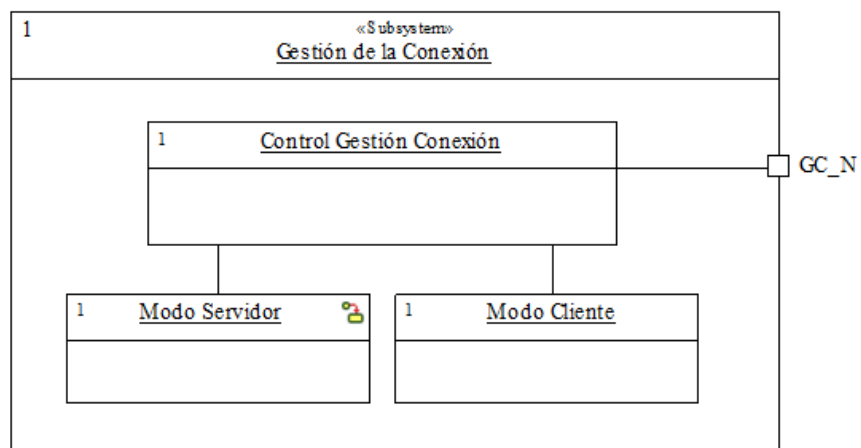 1
«Subsystem»
Gestión de la Conexión
1 Control Gestión Conexión
GC_N
1 Modo Servidor
1 Modo Cliente